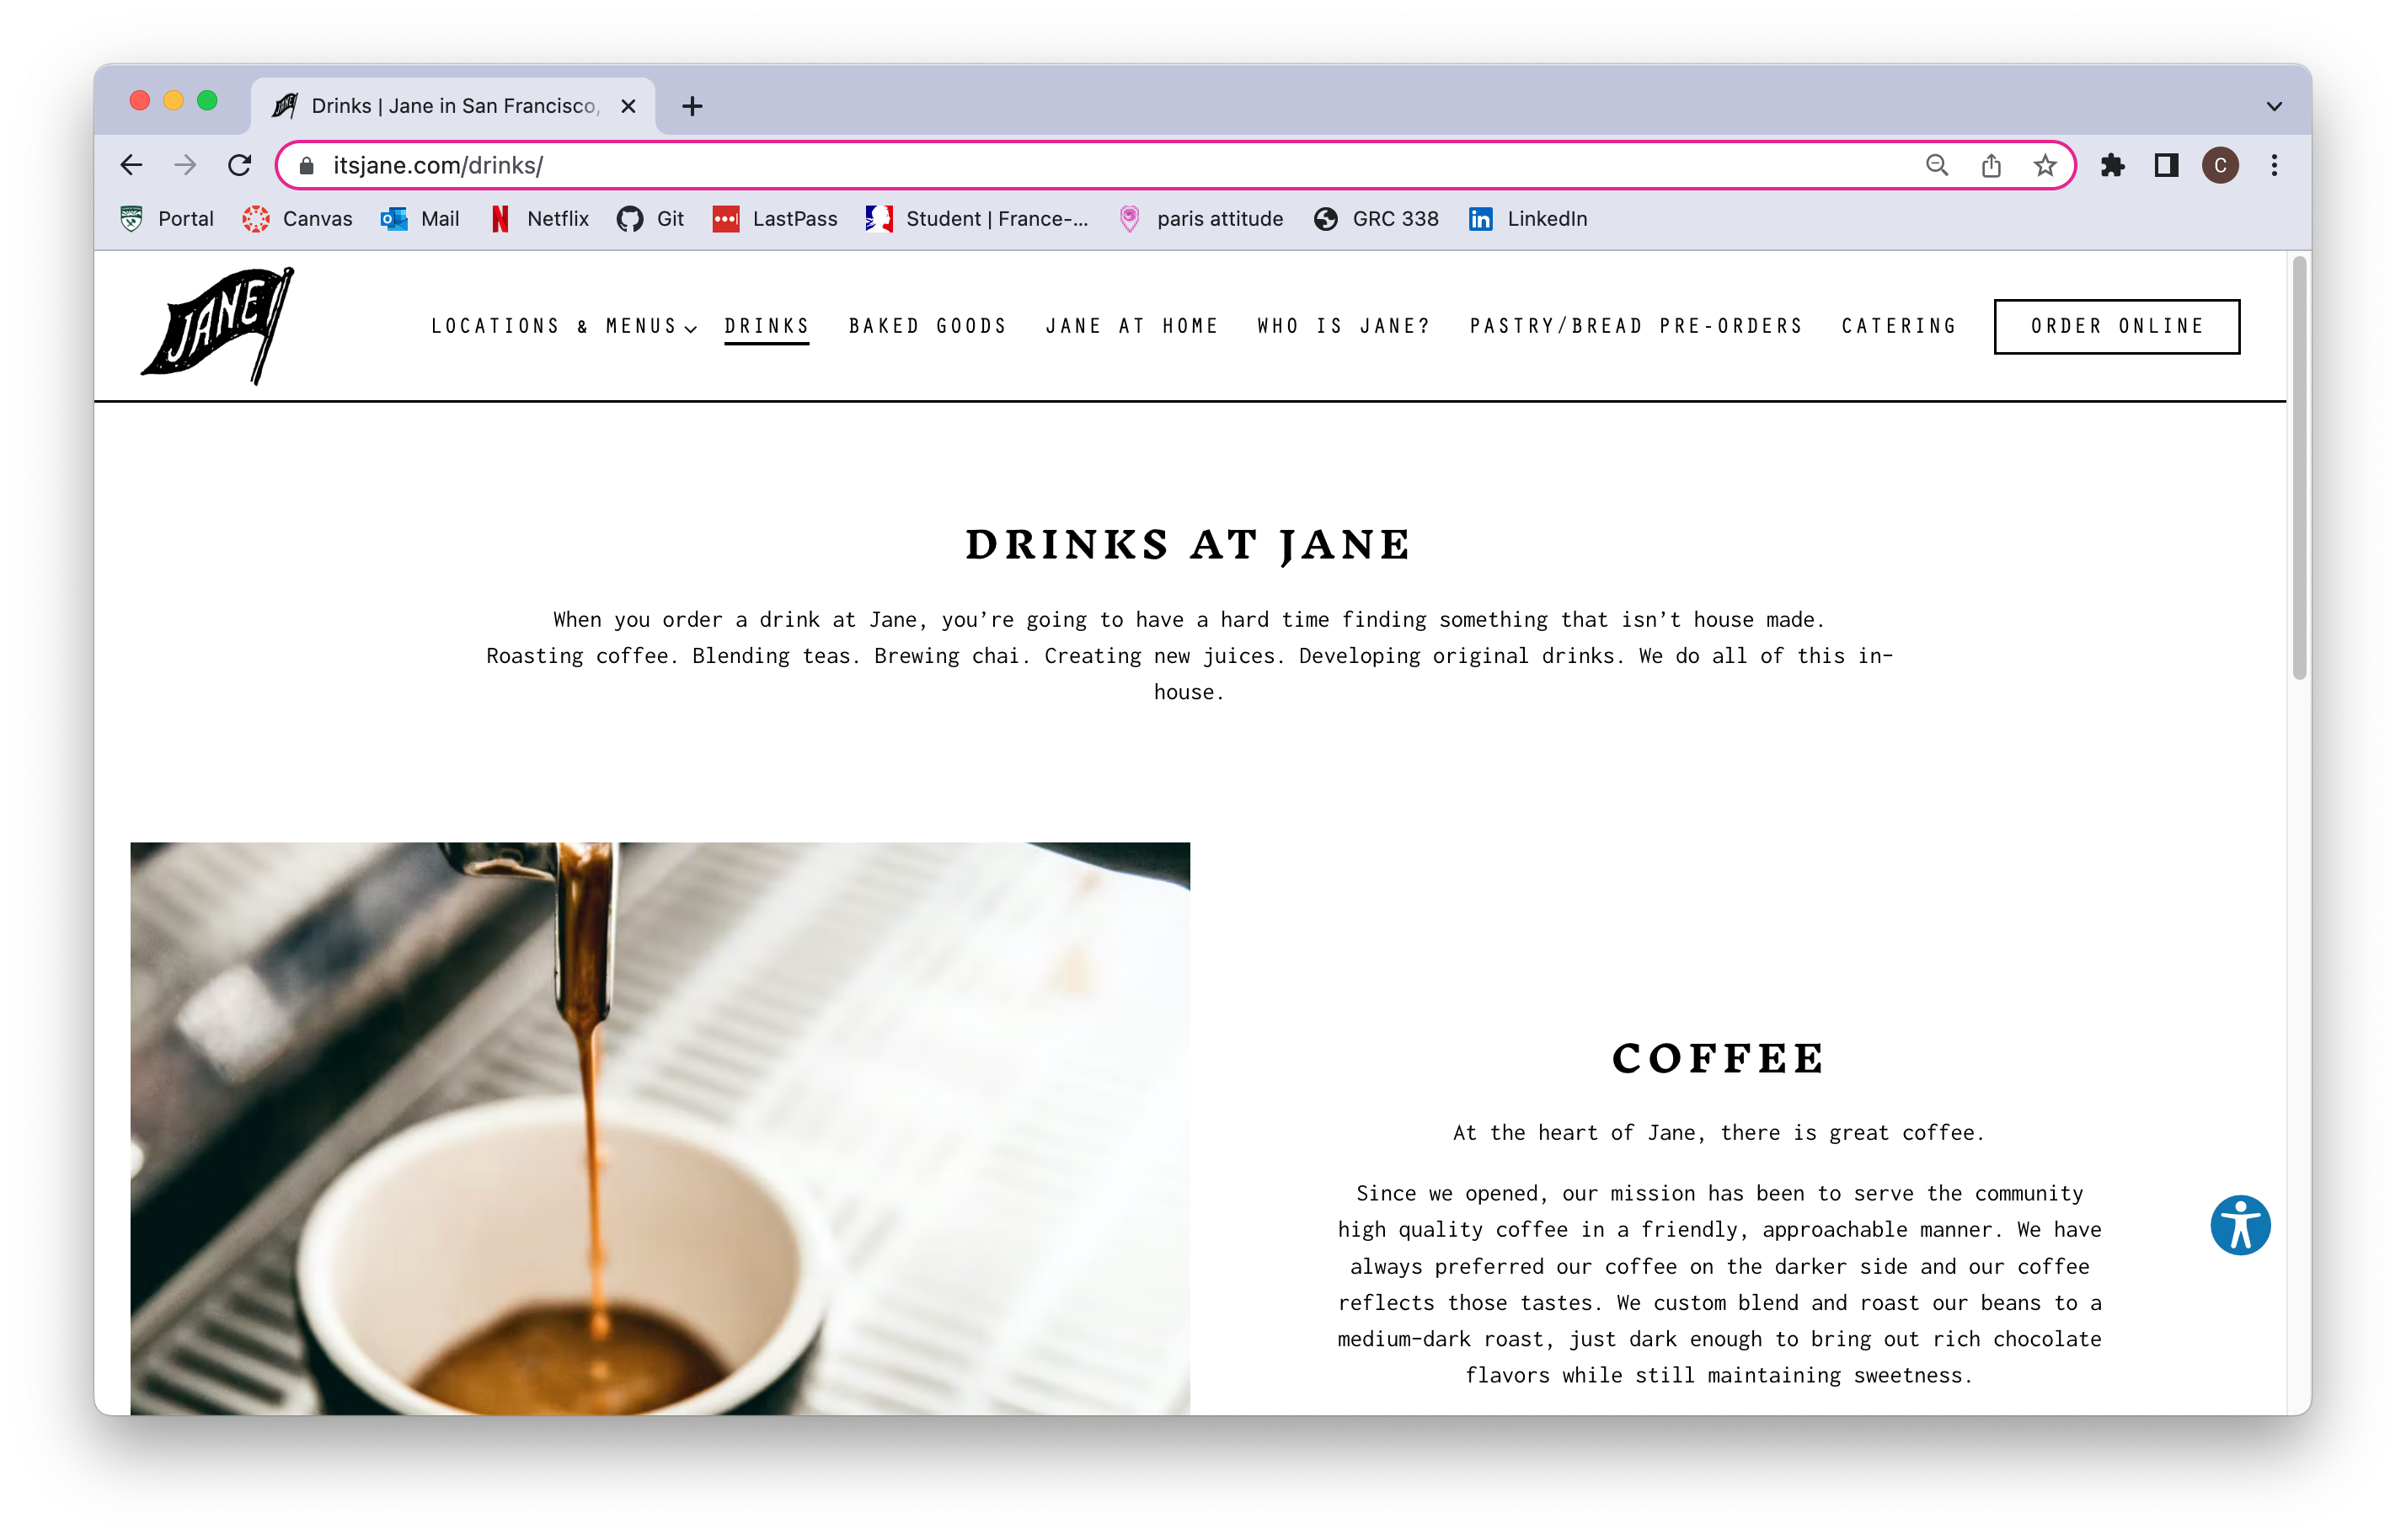 Drinks | Jane in San Francisco,
itsjane.com/drinks/
C
Portal
Canvas
Mail
Netflix
Git
LastPass
Student | France-...
paris attitude
GRC 338
LinkedIn
JANE
LOCATIONS & MENUS
DRINKS
BAKED GOODS
JANE AT HOME
WHO IS JANE?
PASTRY/BREAD PRE-ORDERS
CATERING
ORDER ONLINE
DRINKS AT JANE
When you order a drink at Jane, you’re going to have a hard time finding something that isn’t house made.
Roasting coffee. Blending teas. Brewing chai. Creating new juices. Developing original drinks. We do all of this in-
house.
COFFEE
At the heart of Jane, there is great coffee.
Since we opened, our mission has been to serve the community
high quality coffee in a friendly, approachable manner. We have
always preferred our coffee on the darker side and our coffee
reflects those tastes. We custom blend and roast our beans to a
medium-dark roast, just dark enough to bring out rich chocolate
flavors while still maintaining sweetness.